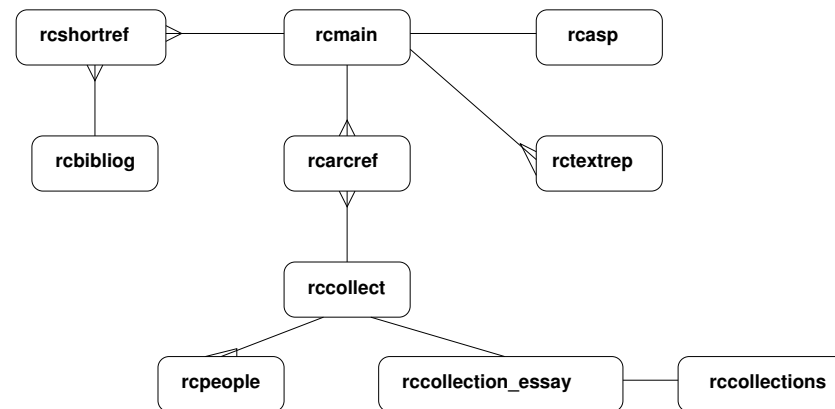 rcshortref
rcmain
rcasp
rcbibliog
rcarcref
rctextrep
rccollect
rcpeople
rccollection_essay
rccollections